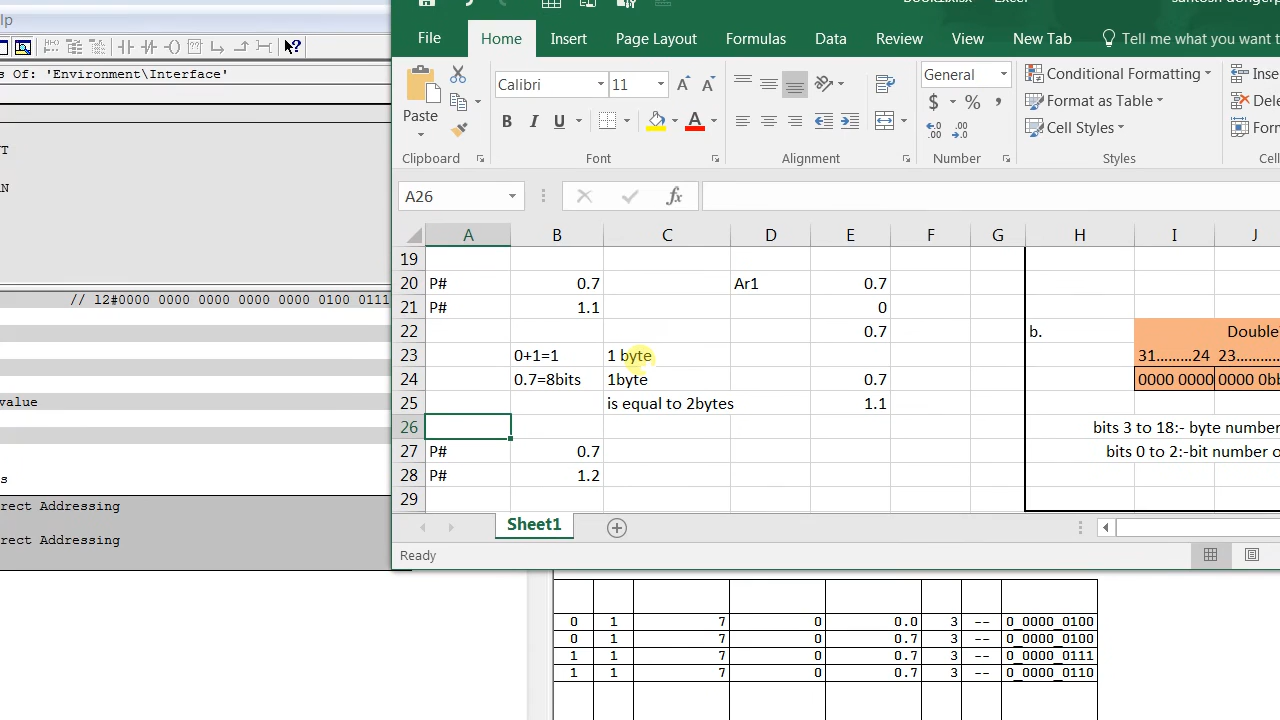 lp
s Of: 'Environment\Interface'
T
N
// l2#0000 0000 0000 0000 0000 0100 0111
value
s
rect Addressing
rect Addressing
File Home Insert Page Layout Formulas Data Review View New Tab Tell me what you want
Paste
Calibri 11
B I U A
General
$ % ,
Conditional Formatting
Format as Table
Cell Styles
Inse
Dele
Form
Clipboard Font Alignment Number Styles Cel
A26 fx
A B C D E F G H I J
19
20 P# 0.7 Ar1 0.7
21 P# 1.1 0
22 0.7 b. Double
23 0+1=1 1 byte 31.........24 23............
24 0.7=8bits 1byte 0.7 0000 0000 0000 0bb
25 is equal to 2bytes 1.1
26 bits 3 to 18:- byte number
27 P# 0.7 bits 0 to 2:-bit number o
28 P# 1.2
29
Sheet1
Ready
0 1 7 0 0.0 3 -- 0_0000_0100
0 1 7 0 0.7 3 -- 0_0000_0100
1 1 7 0 0.7 3 -- 0_0000_0111
1 1 7 0 0.7 3 -- 0_0000_0110